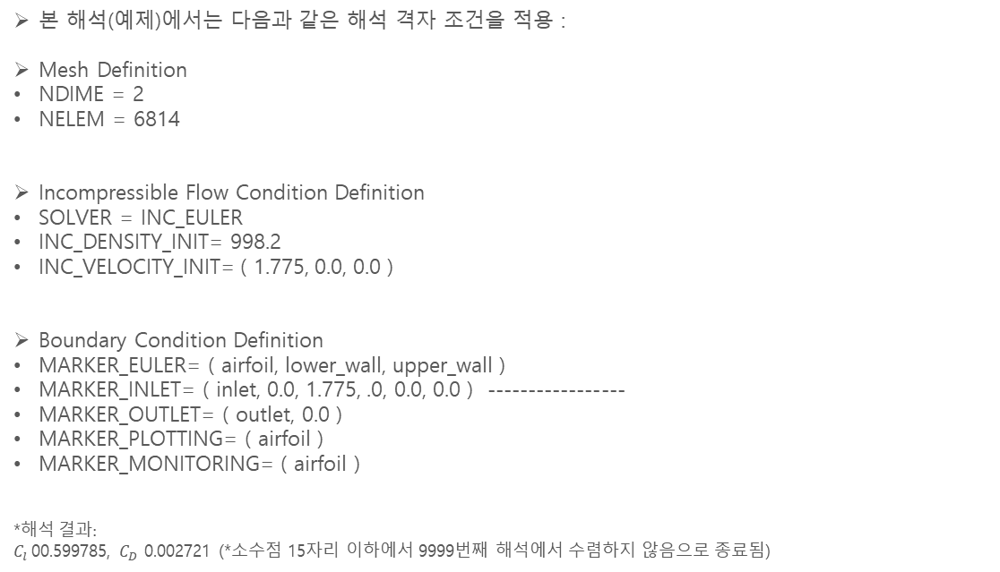 ➢ 본 해석(예제)에서는 다음과 같은 해석 격자 조건을 적용 :
➢ Mesh Definition
• NDIME = 2
• NELEM = 6814
➢ Incompressible Flow Condition Definition
• SOLVER = INC_EULER
• INC_DENSITY_INIT= 998.2
• INC_VELOCITY_INIT= ( 1.775, 0.0, 0.0 )
➢ Boundary Condition Definition
• MARKER_EULER= ( airfoil, lower_wall, upper_wall )
• MARKER_INLET= ( inlet, 0.0, 1.775, .0, 0.0, 0.0 ) -----------------
• MARKER_OUTLET= ( outlet, 0.0 )
• MARKER_PLOTTING= ( airfoil )
• MARKER_MONITORING= ( airfoil )
*해석 결과:
C_l 00.599785, C_D 0.002721 (*소수점 15자리 이하에서 9999번째 해석에서 수렴하지 않음으로 종료됨)